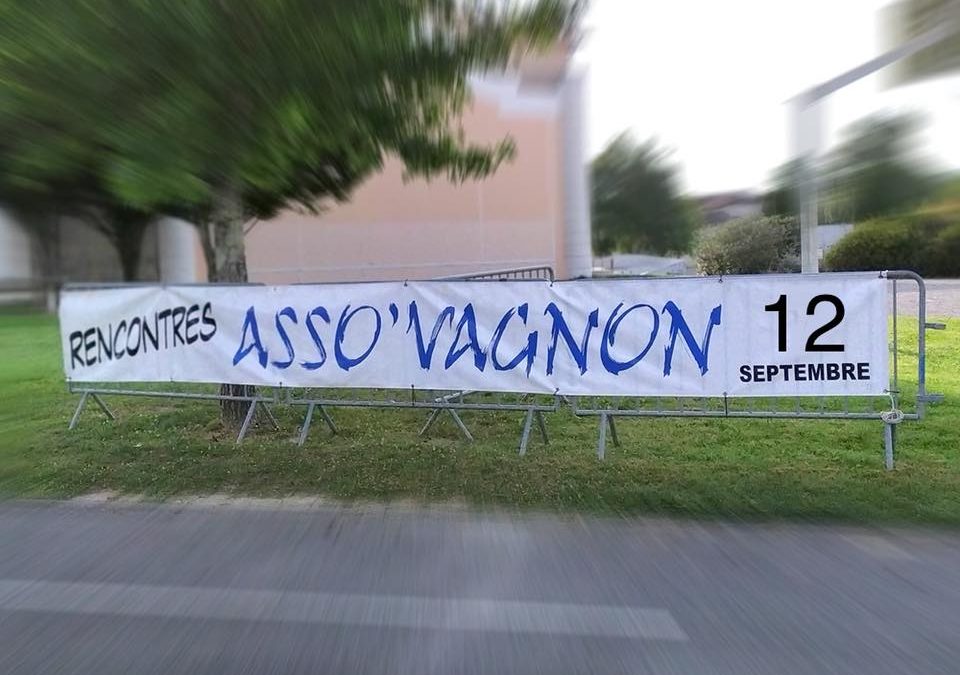 RENCONTRES ASSO'VAGNON 12
SEPTEMBRE